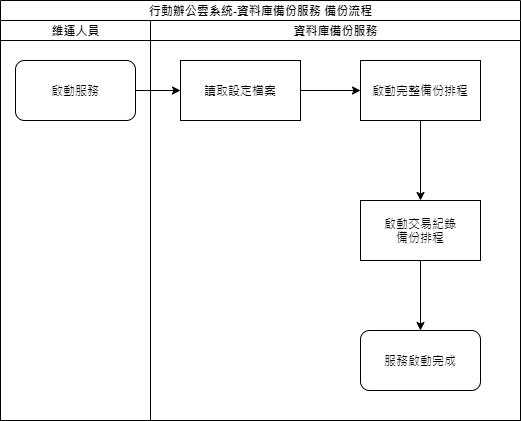 行動辦公雲系統-資料庫備份服務 備份流程
維運人員
資料庫備份服務
啟動服務
讀取設定檔案
啟動完整備份排程
啟動交易紀錄
備份排程
服務啟動完成